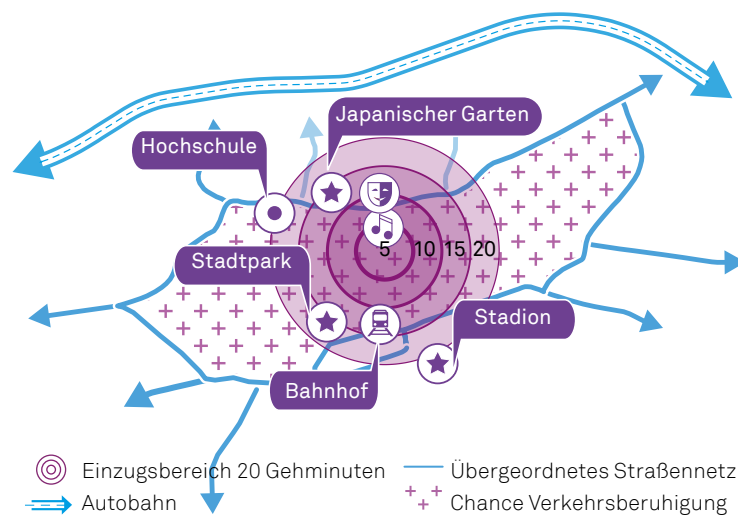 Japanischer Garten
Hochschule
5 10 15 20
Stadtpark
Stadion
Bahnhof
Einzugsbereich 20 Gehminuten
Übergeordnetes Straßennetz
Autobahn
Chance Verkehrsberuhigung